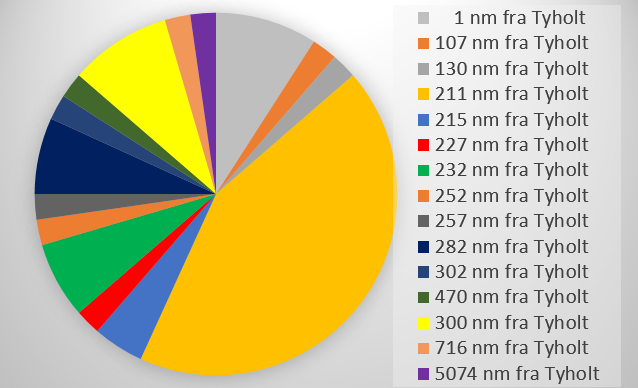 1 nm fra Tyholt
107 nm fra Tyholt
130 nm fra Tyholt
211 nm fra Tyholt
215 nm fra Tyholt
227 nm fra Tyholt
232 nm fra Tyholt
252 nm fra Tyholt
257 nm fra Tyholt
282 nm fra Tyholt
302 nm fra Tyholt
470 nm fra Tyholt
300 nm fra Tyholt
716 nm fra Tyholt
5074 nm fra Tyholt